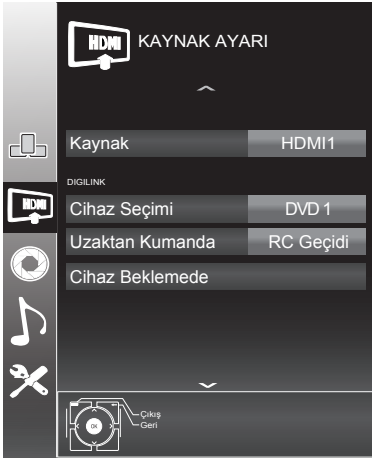 HDMI KAYNAK AYARI
Kaynak HDMI1
DIGILINK
HDMI
Cihaz Seçimi DVD 1
Uzaktan Kumanda RC Geçidi
Cihaz Beklemede
Çıkış
OK Geri